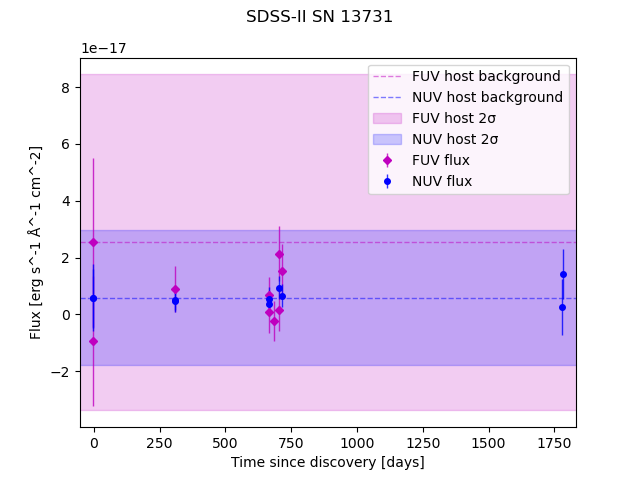 SDSS-II SN 13731
1e−17
FUV host background
NUV host background
FUV host 2σ
NUV host 2σ
FUV flux
NUV flux
8
6
4
2
0
−2
Flux [erg s^-1 Å^-1 cm^-2]
0 250 500 750 1000 1250 1500 1750
Time since discovery [days]